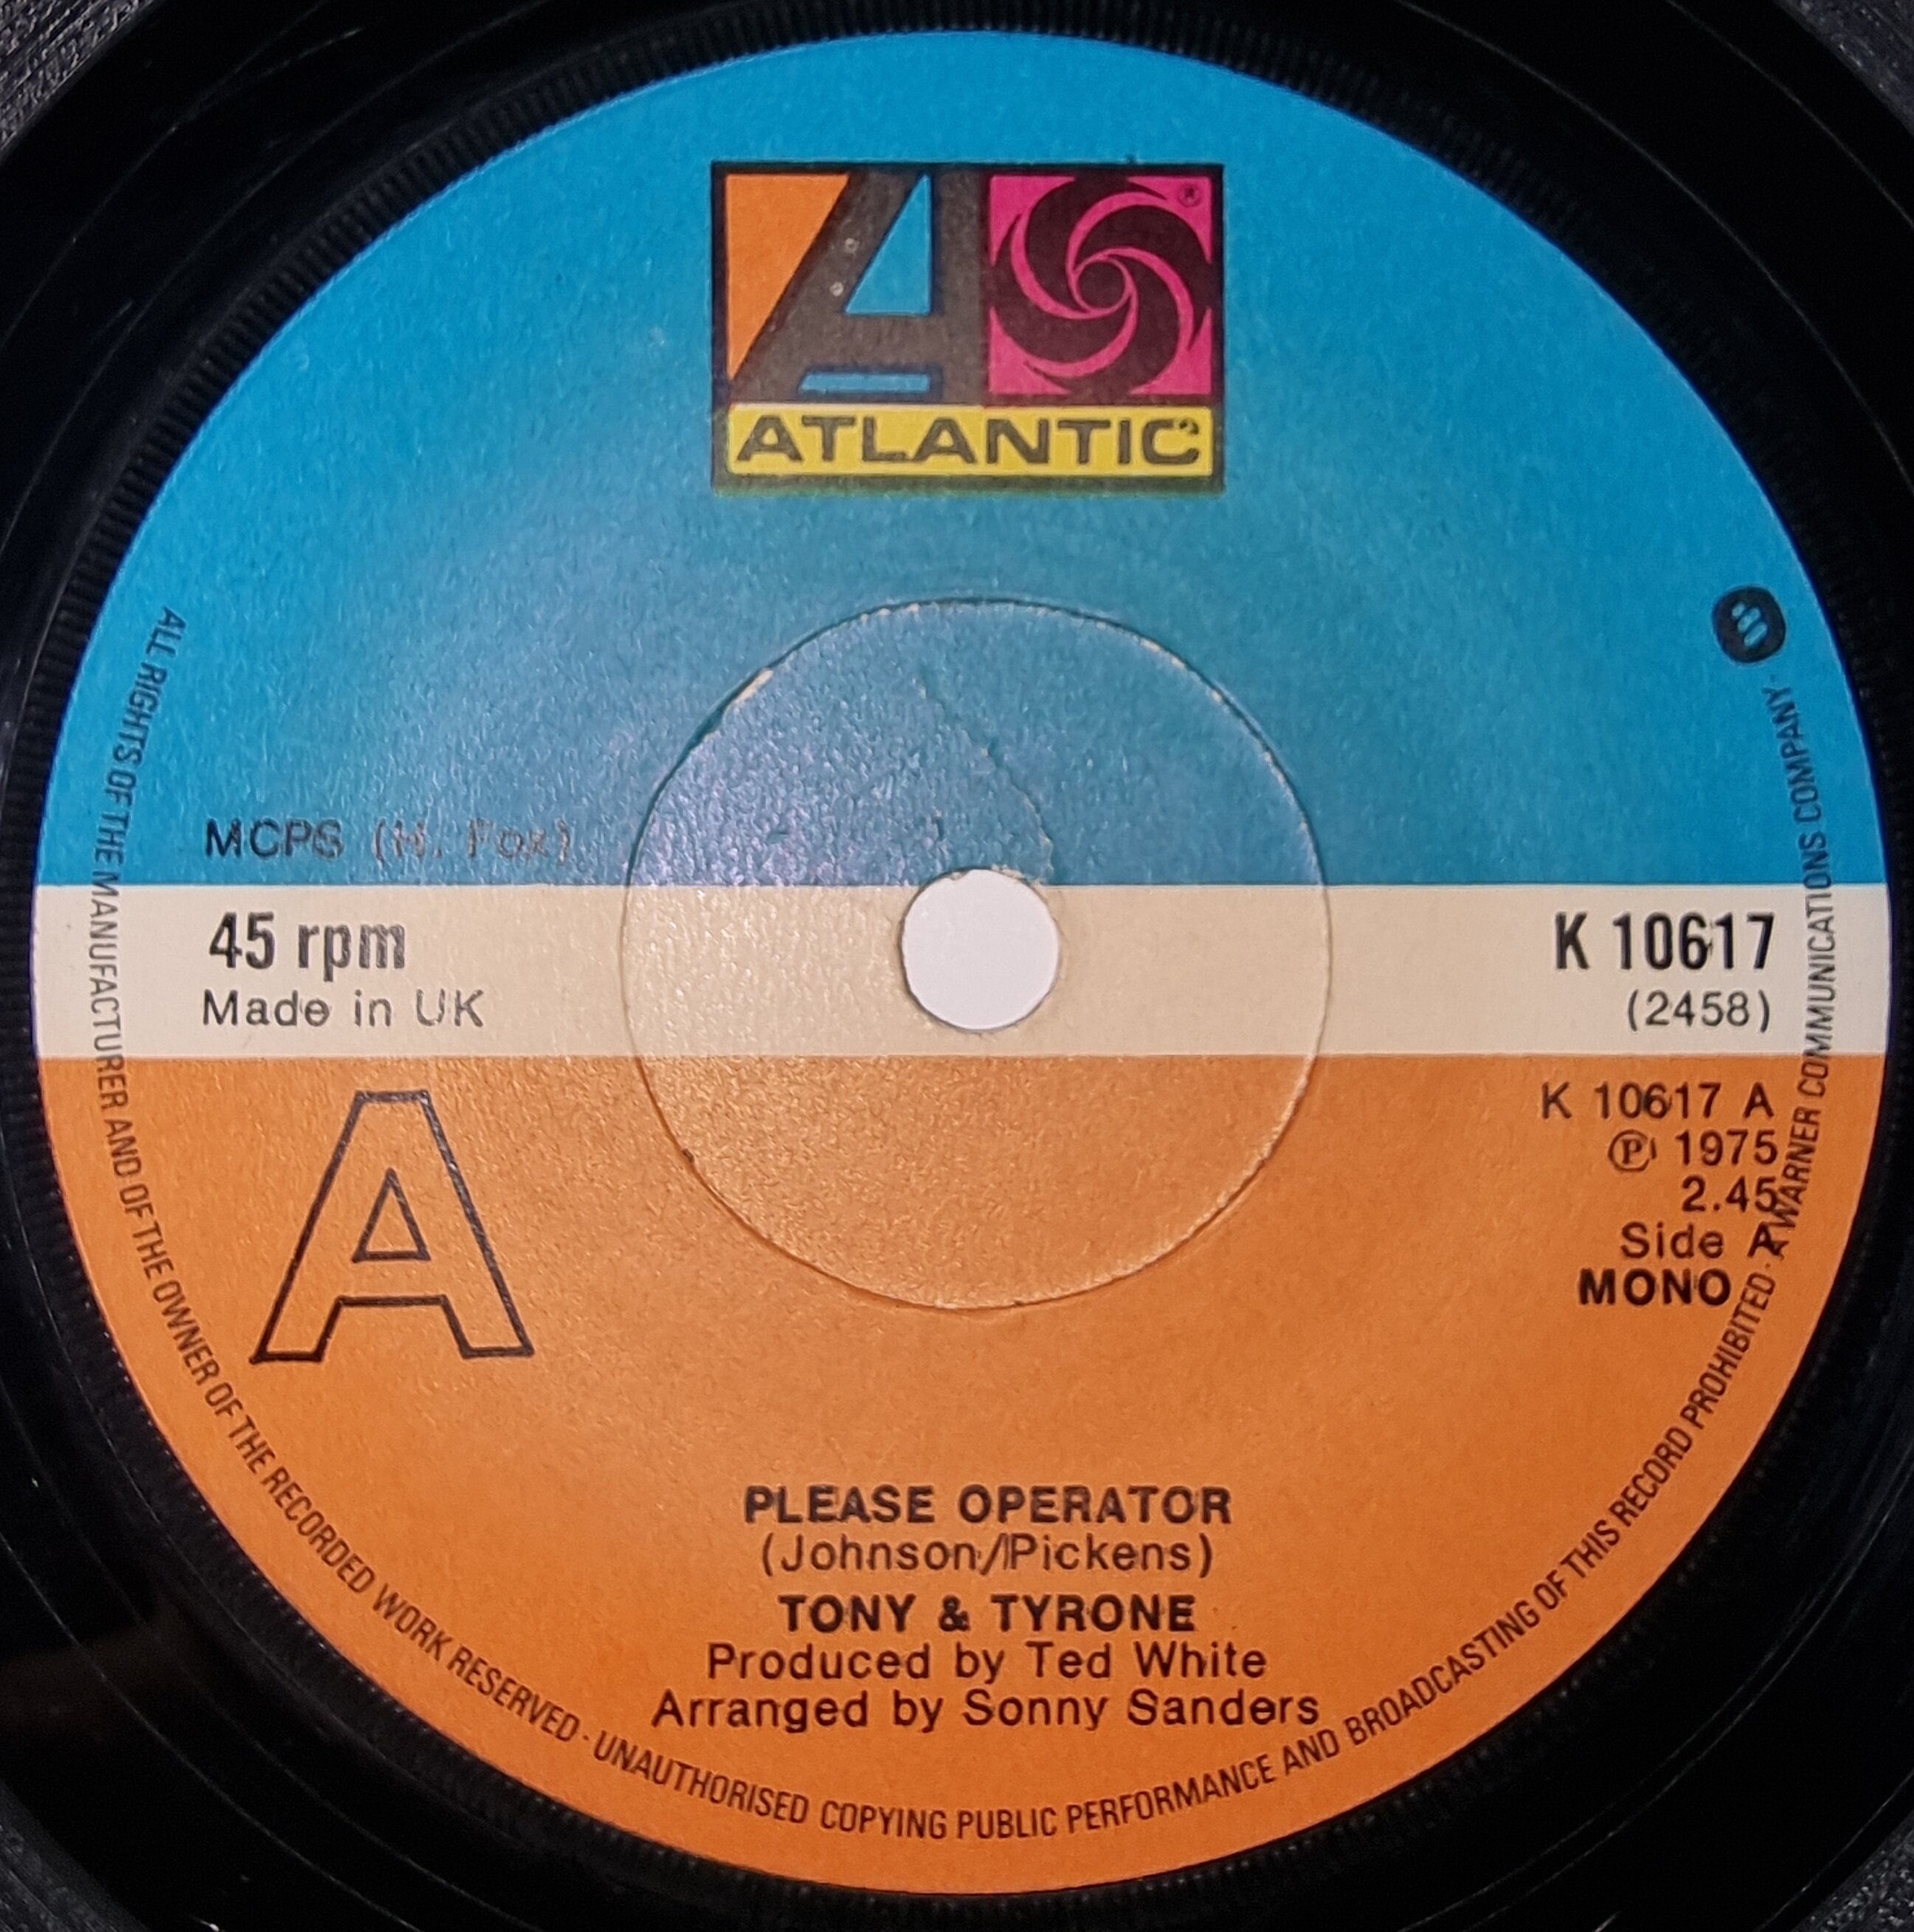 ATLANTIC
MCPS (H. Fox)
45 rpm
Made in UK
K 10617
(2458)
A
K 10617 A
Ⓟ 1975
2.45
Side A
MONO
PLEASE OPERATOR
(Johnson/Pickens)
TONY & TYRONE
Produced by Ted White
Arranged by Sonny Sanders
ALL RIGHTS OF THE MANUFACTURER AND OF THE OWNER OF THE RECORDED WORK RESERVED · UNAUTHORISED COPYING PUBLIC PERFORMANCE AND BROADCASTING OF THIS RECORD PROHIBITED · A WARNER COMMUNICATIONS COMPANY ·